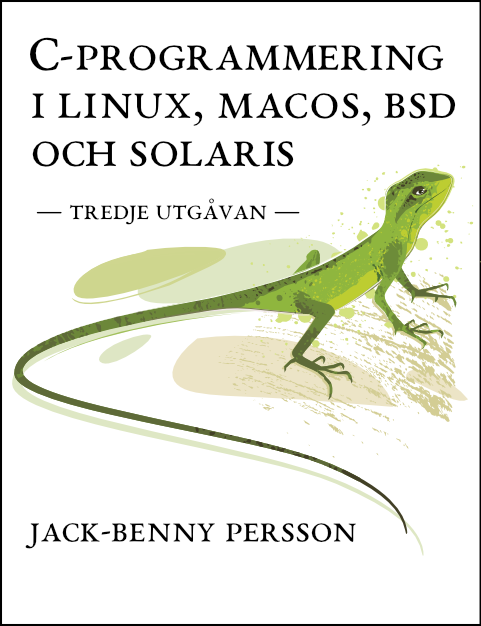 C-PROGRAMMERING
I LINUX, MACOS, BSD
OCH SOLARIS
— TREDJE UTGÅVAN —
JACK-BENNY PERSSON